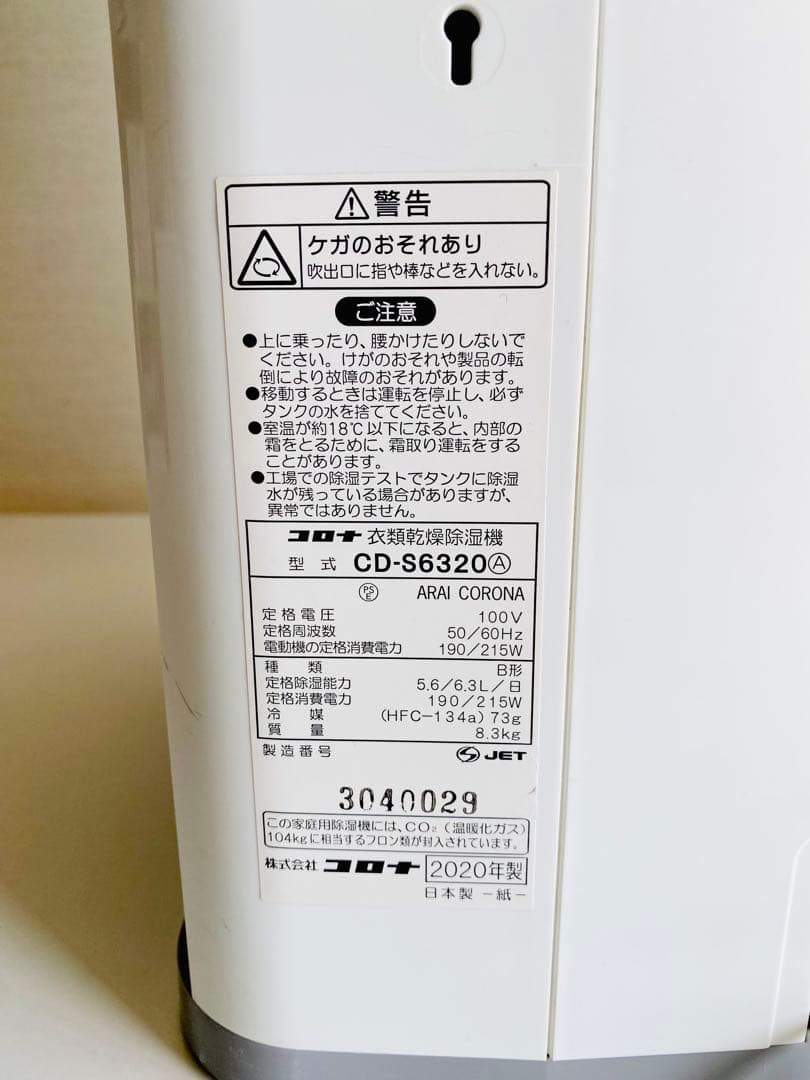 ⚠警告
ケガのおそれあり
吹出口に指や棒などを入れない。
ご注意
●上に乗ったり、腰かけたりしないで
ください。けがのおそれや製品の転
倒により故障のおそれがあります。
●移動するときは運転を停止し、必ず
タンクの水を捨ててください。
●室温が約18℃以下になると、内部の
霜をとるために、霜取り運転をする
ことがあります。
●工場での除湿テストでタンクに除湿
水が残っている場合がありますが、
異常ではありません。
コロナ 衣類乾燥除湿機
型式 CD-S6320Ⓐ
PSE ARAI CORONA
定格電圧 100V
定格周波数 50/60Hz
電動機の定格消費電力 190/215W
種類 B形
定格除湿能力 5.6/6.3L/日
定格消費電力 190/215W
冷媒 (HFC-134a) 73g
質量 8.3kg
製造番号 JET
3040029
この家庭用除湿機には、CO₂(温暖化ガス)
104kgに相当するフロン類が封入されています。
株式会社 コロナ 2020年製
日本製 -紙-